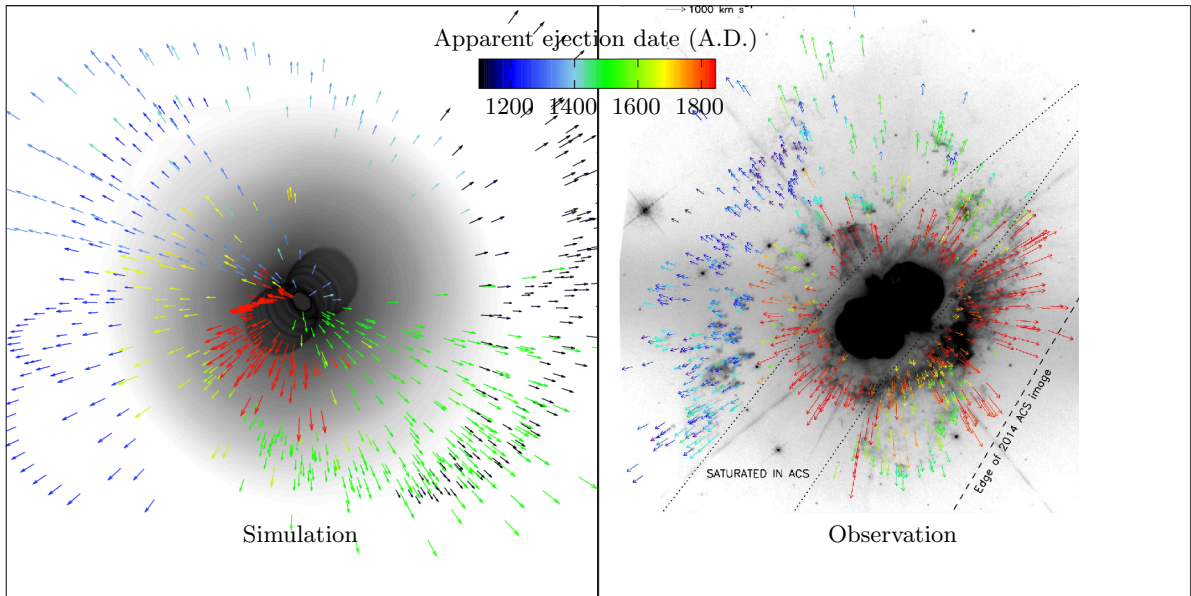 1000 km s⁻¹
Apparent ejection date (A.D.)
1200 1400 1600 1800
SATURATED IN ACS
Edge of 2014 ACS image
Simulation
Observation